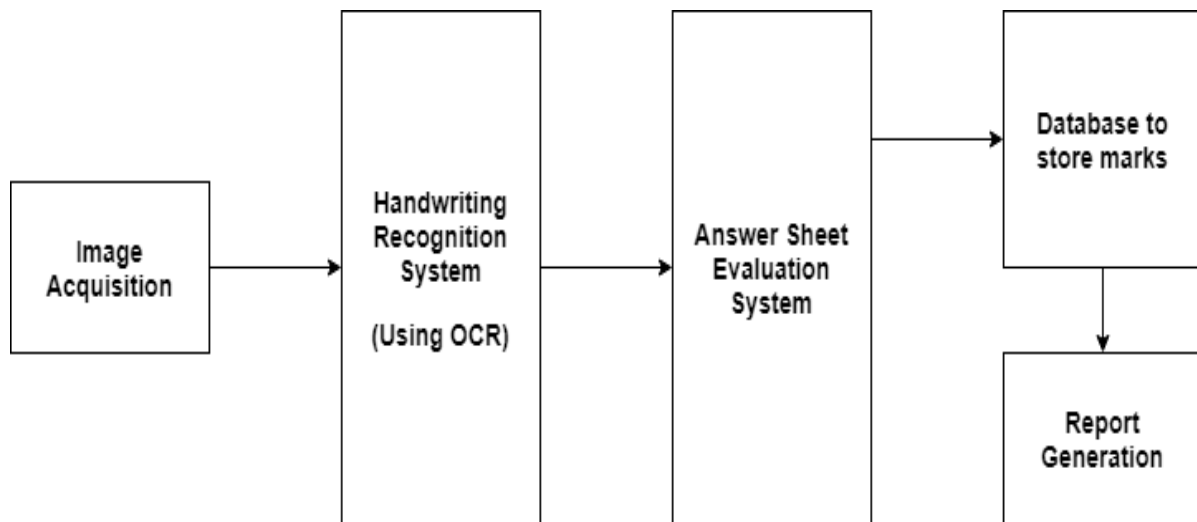 Image
Acquisition
Handwriting
Recognition
System
(Using OCR)
Answer Sheet
Evaluation
System
Database to
store marks
Report
Generation